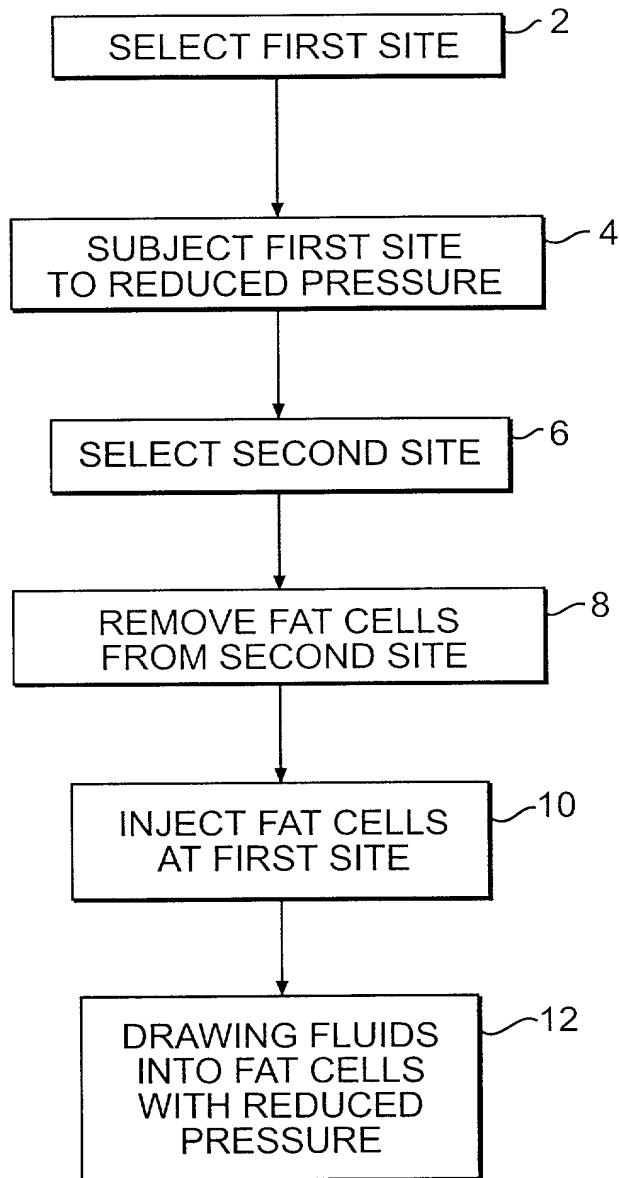 SELECT FIRST SITE
2
SUBJECT FIRST SITE
TO REDUCED PRESSURE
4
SELECT SECOND SITE
6
REMOVE FAT CELLS
FROM SECOND SITE
8
INJECT FAT CELLS
AT FIRST SITE
10
DRAWING FLUIDS
INTO FAT CELLS
WITH REDUCED
PRESSURE
12